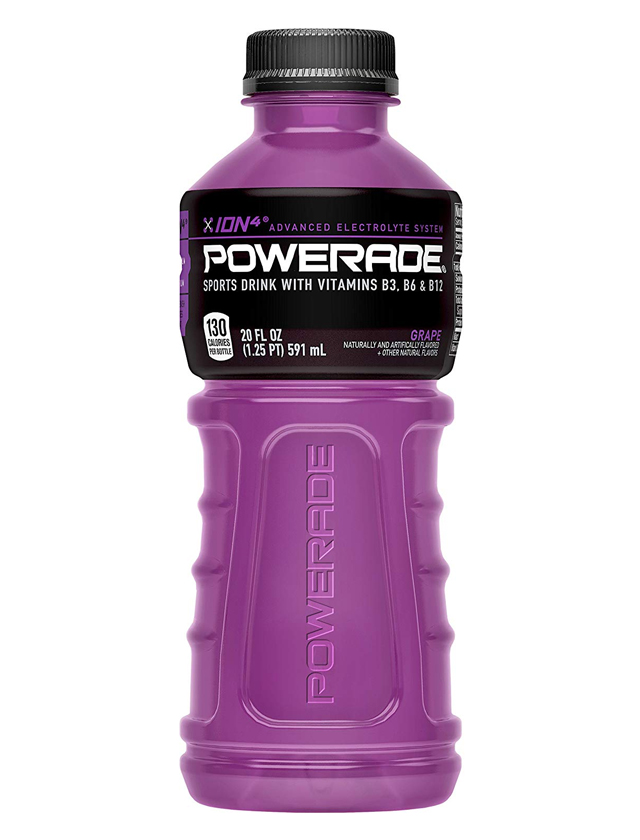 ION4® ADVANCED ELECTROLYTE SYSTEM
POWERADE®
SPORTS DRINK WITH VITAMINS B3, B6 & B12
130
CALORIES
PER BOTTLE
20 FL OZ
(1.25 PT) 591 mL
GRAPE
NATURALLY AND ARTIFICIALLY FLAVORED
+ OTHER NATURAL FLAVORS
POWERADE